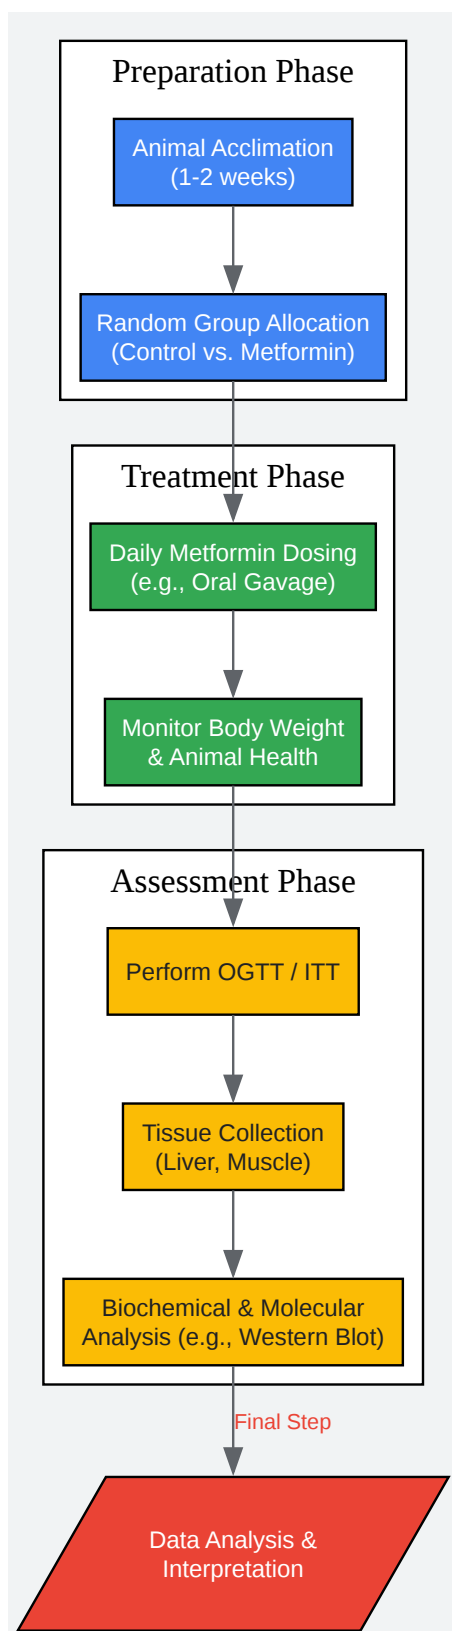 Preparation Phase
Animal Acclimation
(1-2 weeks)
Random Group Allocation
(Control vs. Metformin)
Treatment Phase
Daily Metformin Dosing
(e.g., Oral Gavage)
Monitor Body Weight
& Animal Health
Assessment Phase
Perform OGTT / ITT
Tissue Collection
(Liver, Muscle)
Biochemical & Molecular
Analysis (e.g., Western Blot)
Final Step
Data Analysis &
Interpretation